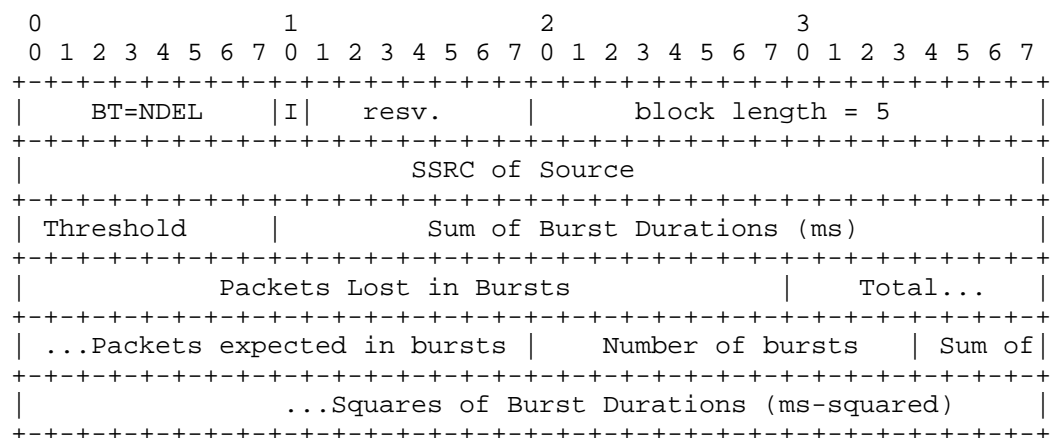 0                   1                   2                   3
0 1 2 3 4 5 6 7 0 1 2 3 4 5 6 7 0 1 2 3 4 5 6 7 0 1 2 3 4 5 6 7
+-+-+-+-+-+-+-+-+-+-+-+-+-+-+-+-+-+-+-+-+-+-+-+-+-+-+-+-+-+-+-+-+
|    BT=NDEL    |I|   resv.     |      block length = 5         |
+-+-+-+-+-+-+-+-+-+-+-+-+-+-+-+-+-+-+-+-+-+-+-+-+-+-+-+-+-+-+-+-+
|                        SSRC of Source                         |
+-+-+-+-+-+-+-+-+-+-+-+-+-+-+-+-+-+-+-+-+-+-+-+-+-+-+-+-+-+-+-+-+
| Threshold     |         Sum of Burst Durations (ms)           |
+-+-+-+-+-+-+-+-+-+-+-+-+-+-+-+-+-+-+-+-+-+-+-+-+-+-+-+-+-+-+-+-+
|            Packets Lost in Bursts             |    Total...   |
+-+-+-+-+-+-+-+-+-+-+-+-+-+-+-+-+-+-+-+-+-+-+-+-+-+-+-+-+-+-+-+-+
| ...Packets expected in bursts |    Number of bursts   | Sum of|
+-+-+-+-+-+-+-+-+-+-+-+-+-+-+-+-+-+-+-+-+-+-+-+-+-+-+-+-+-+-+-+-+
|                ...Squares of Burst Durations (ms-squared)     |
+-+-+-+-+-+-+-+-+-+-+-+-+-+-+-+-+-+-+-+-+-+-+-+-+-+-+-+-+-+-+-+-+